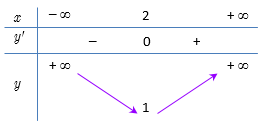 x −∞ 2 +∞
y′ − 0 +
+∞ +∞
y
1